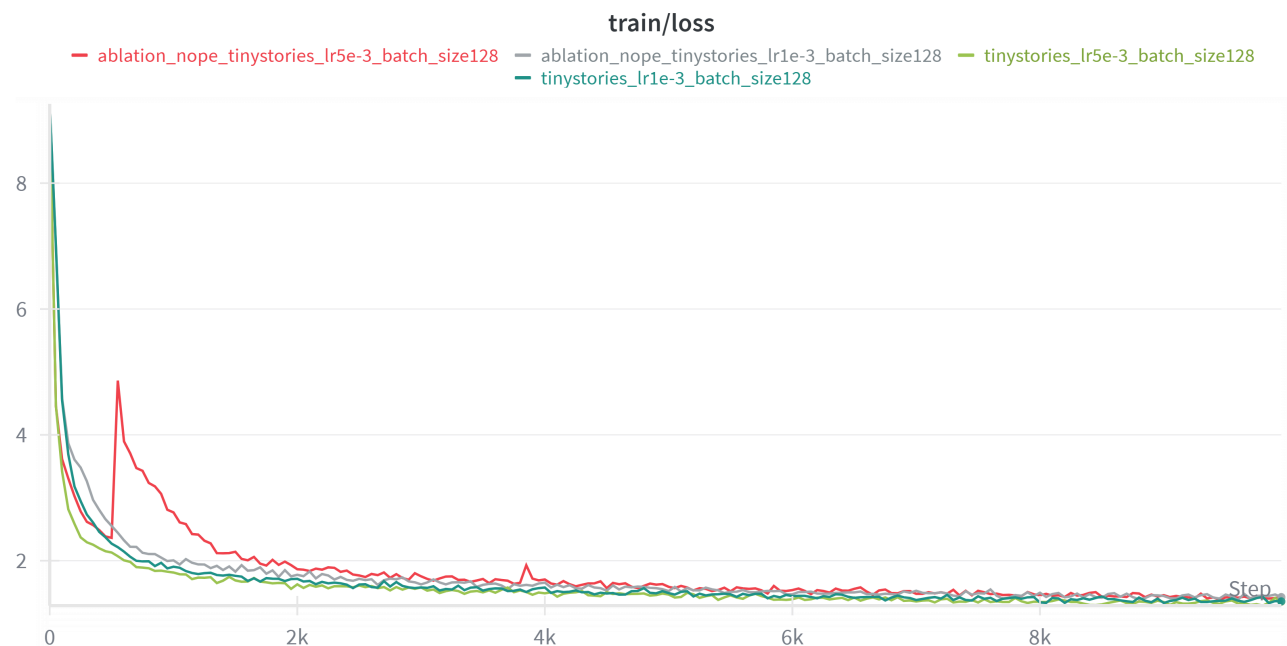 train/loss
ablation_nope_tinystories_lr5e-3_batch_size128 ablation_nope_tinystories_lr1e-3_batch_size128 tinystories_lr5e-3_batch_size128
tinystories_lr1e-3_batch_size128
8
6
4
2
Step
0 2k 4k 6k 8k